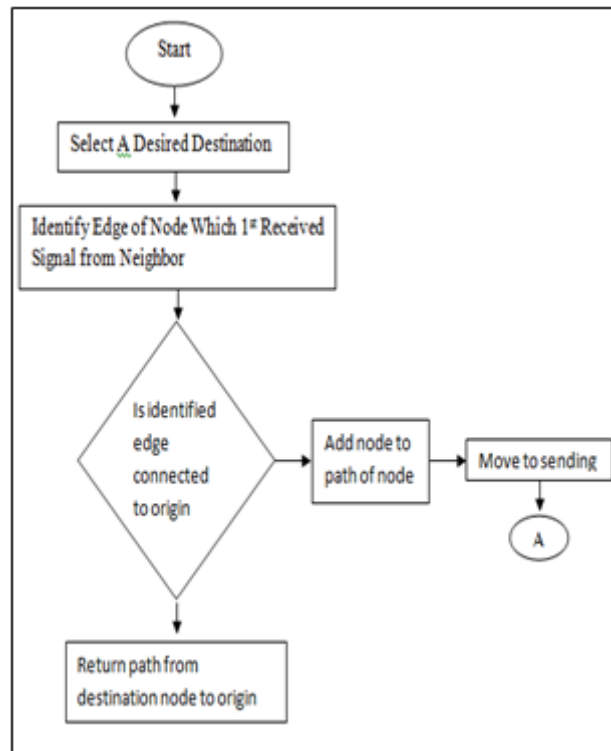 Start
Select A Desired Destination
Identify Edge of Node Which 1st Received
Signal from Neighbor
Is identified
edge
connected
to origin
Add node to
path of node
Move to sending
A
Return path from
destination node to origin